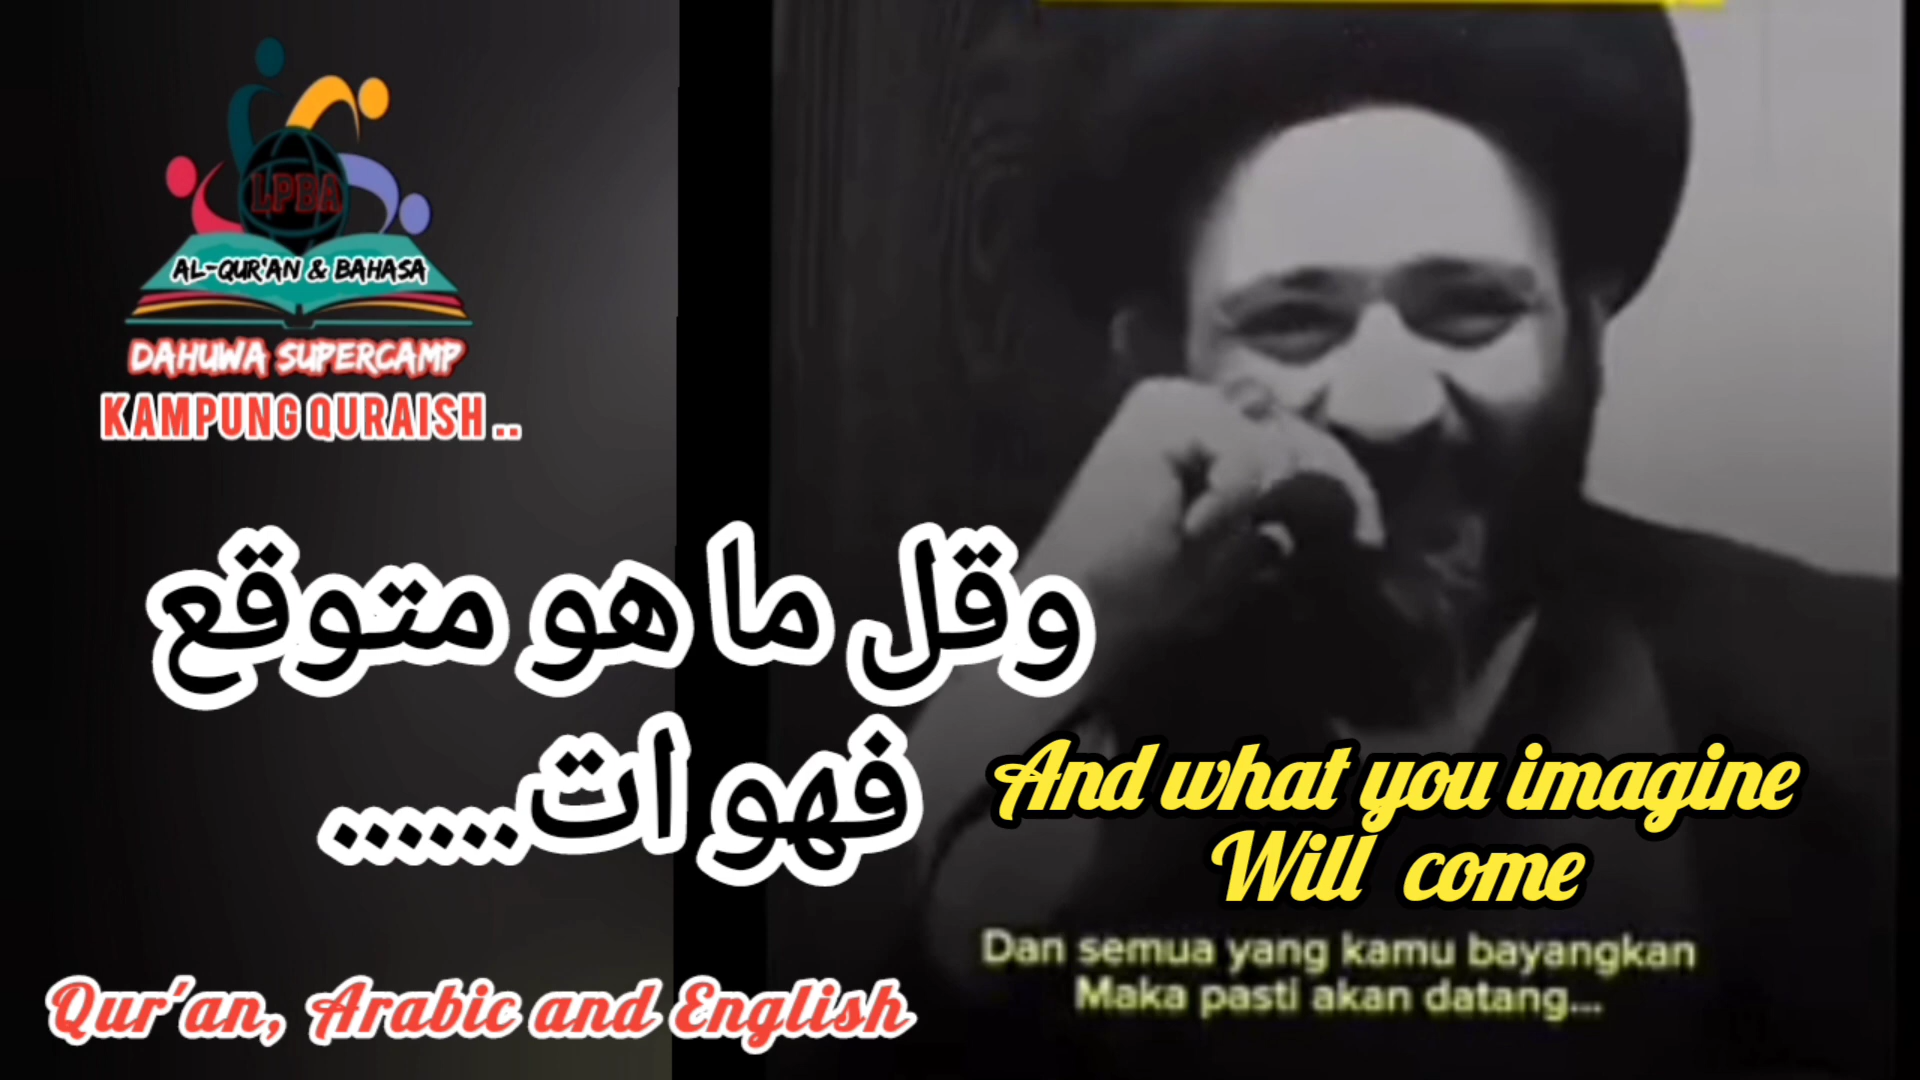 LPBA
AL-QUR'AN & BAHASA
DAHUWA SUPERCAMP
KAMPUNG QURAISH ..
وقل ما هو متوقع
فهو ات......
And what you imagine
Will come
Dan semua yang kamu bayangkan
Maka pasti akan datang...
Qur'an, Arabic and English